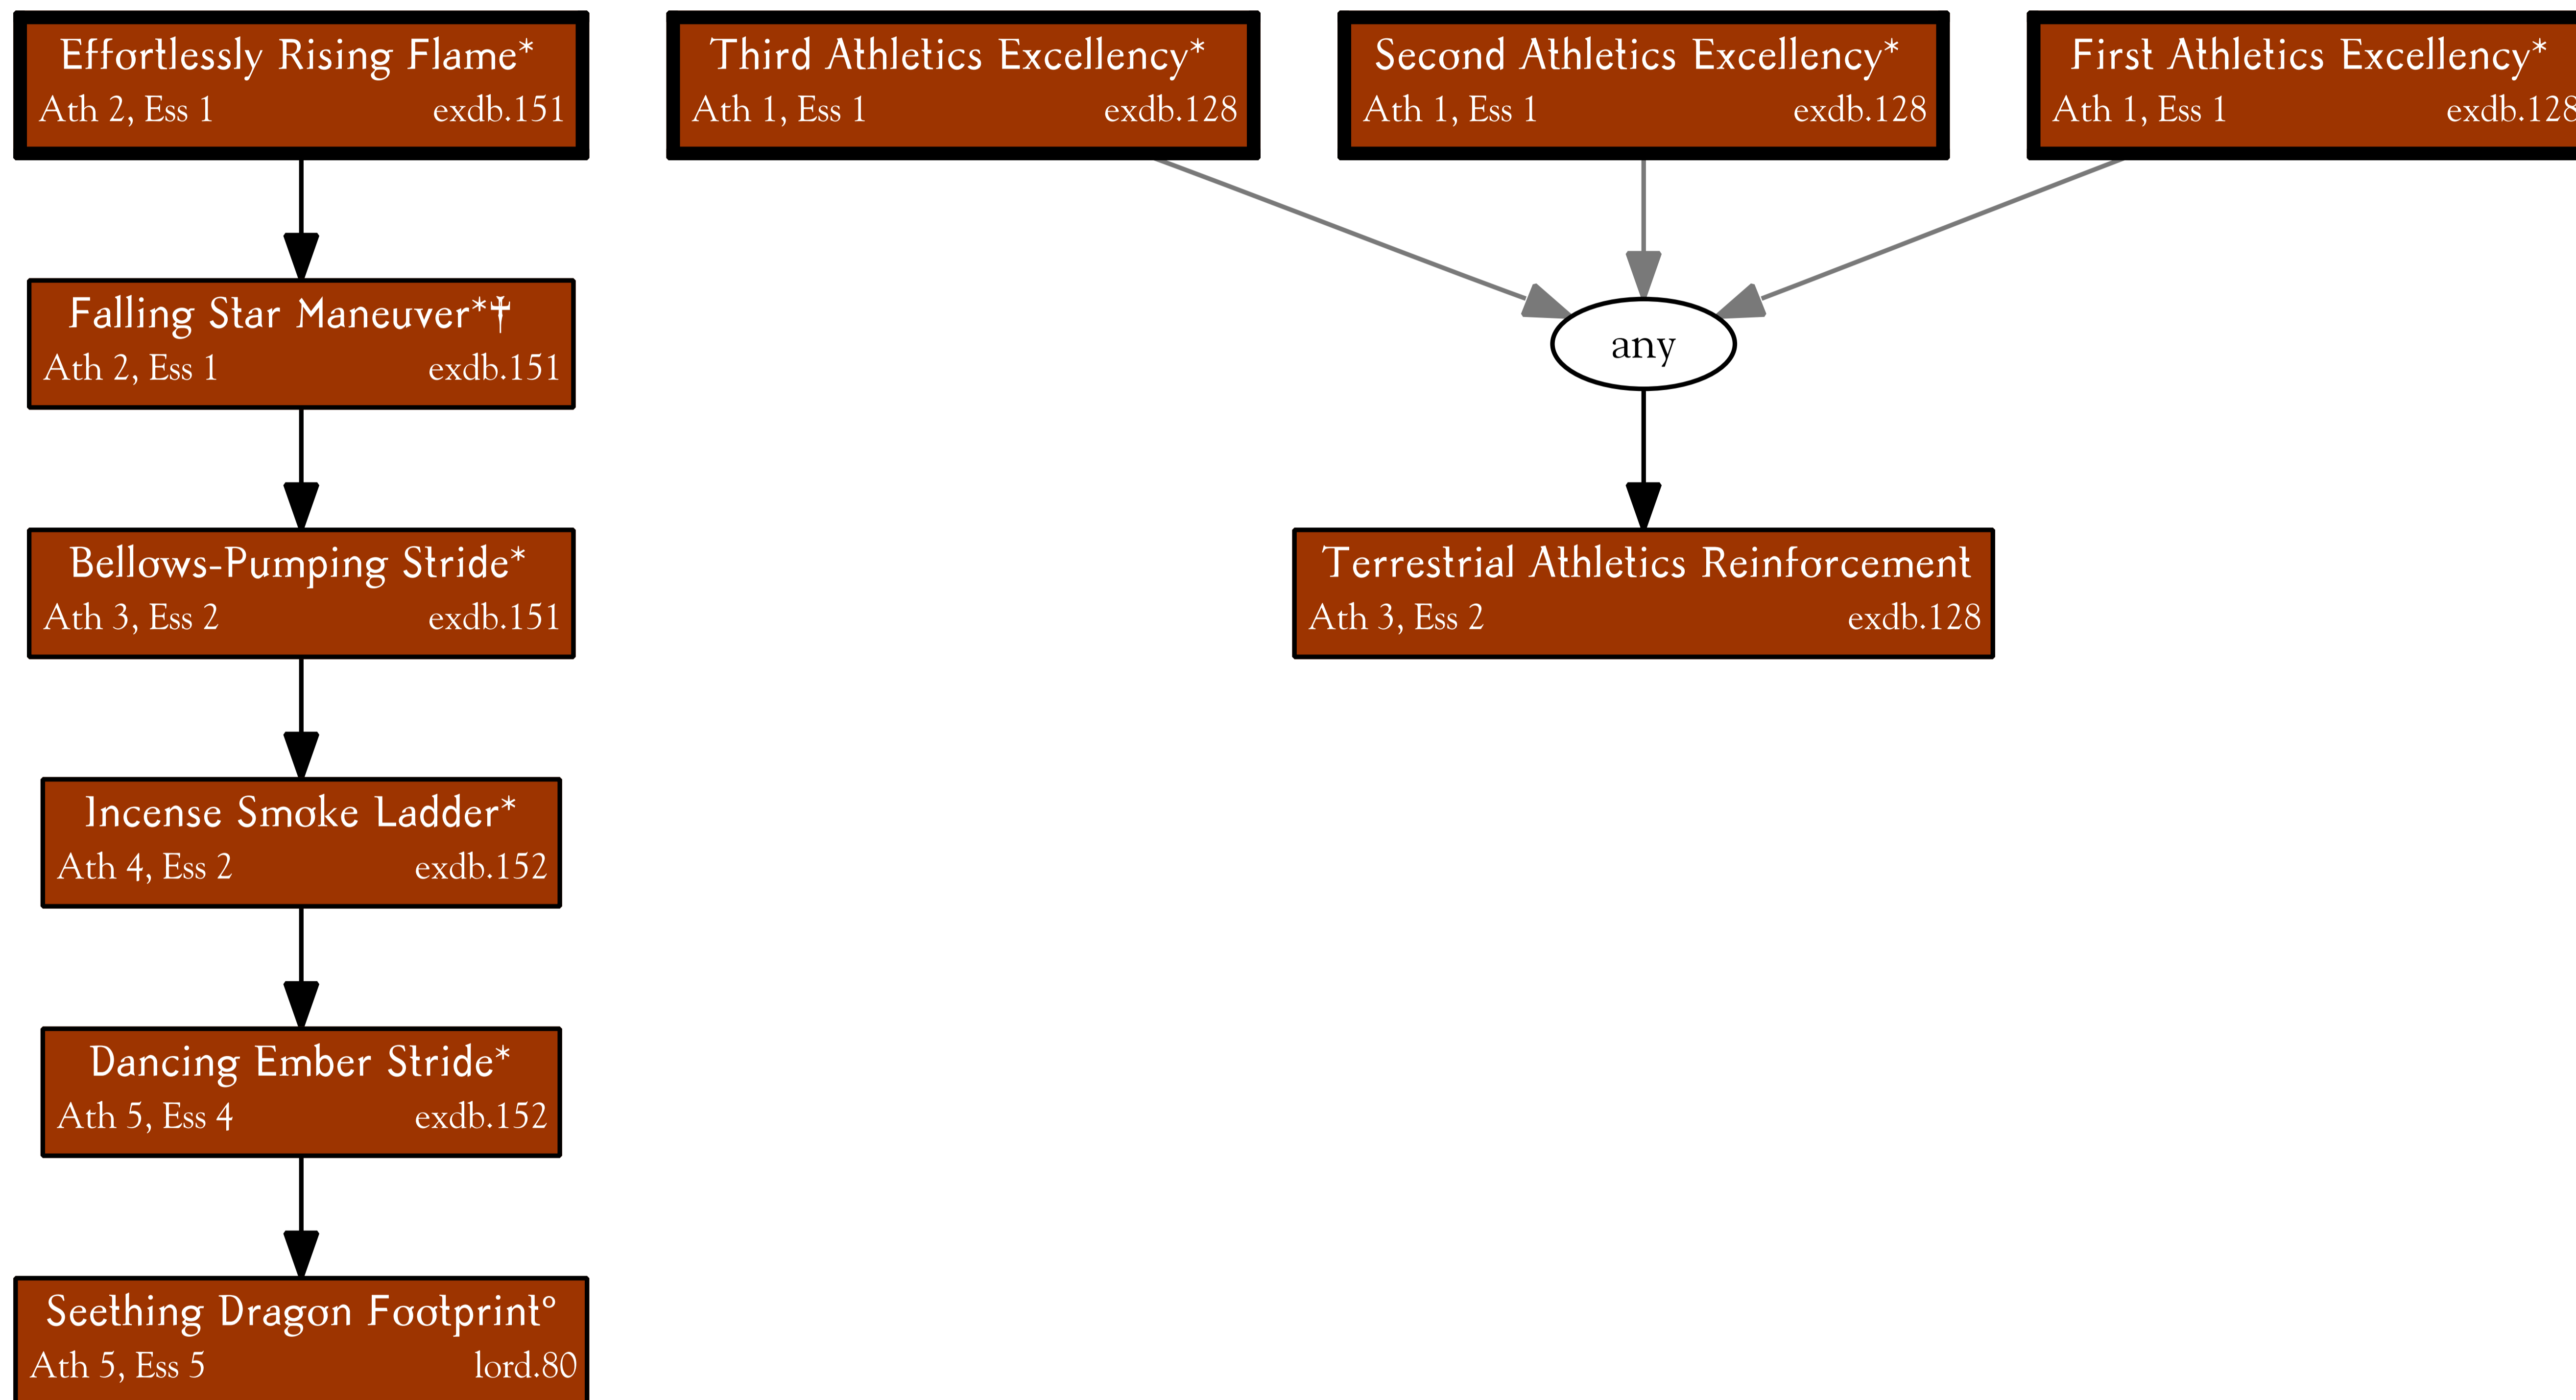 Effortlessly Rising Flame*
Ath 2, Ess 1 exdb.151
Third Athletics Excellency*
Ath 1, Ess 1 exdb.128
Second Athletics Excellency*
Ath 1, Ess 1 exdb.128
First Athletics Excellency*
Ath 1, Ess 1 exdb.128
Falling Star Maneuver*†
Ath 2, Ess 1 exdb.151
any
Bellows-Pumping Stride*
Ath 3, Ess 2 exdb.151
Terrestrial Athletics Reinforcement
Ath 3, Ess 2 exdb.128
Incense Smoke Ladder*
Ath 4, Ess 2 exdb.152
Dancing Ember Stride*
Ath 5, Ess 4 exdb.152
Seething Dragon Footprint°
Ath 5, Ess 5 lord.80